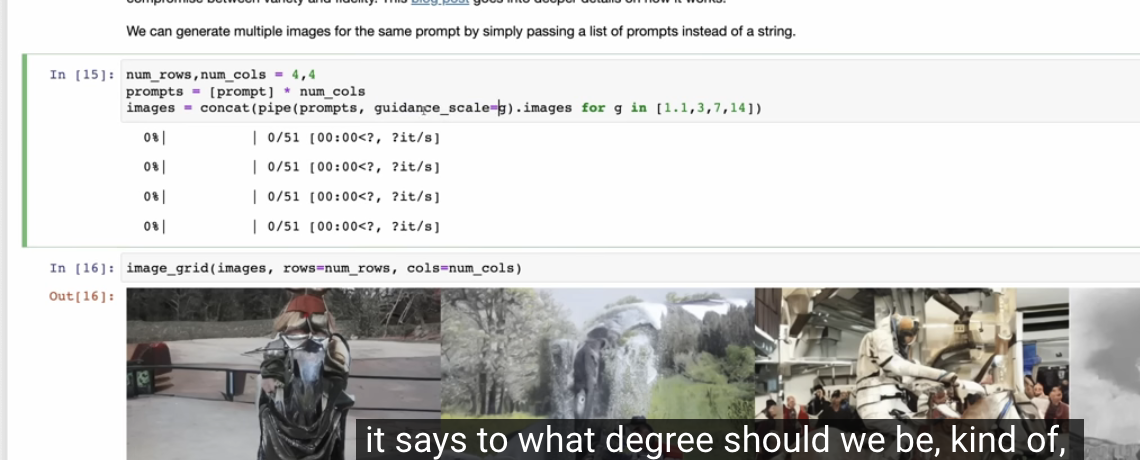 compromise between variety and fidelity. This blog post goes into deeper details on how it works.
We can generate multiple images for the same prompt by simply passing a list of prompts instead of a string.
In [15]: num_rows,num_cols = 4,4
prompts = [prompt] * num_cols
images = concat(pipe(prompts, guidance_scale=g).images for g in [1.1,3,7,14])
0%| | 0/51 [00:00<?, ?it/s]
0%| | 0/51 [00:00<?, ?it/s]
0%| | 0/51 [00:00<?, ?it/s]
0%| | 0/51 [00:00<?, ?it/s]
In [16]: image_grid(images, rows=num_rows, cols=num_cols)
Out[16]:
it says to what degree should we be, kind of,